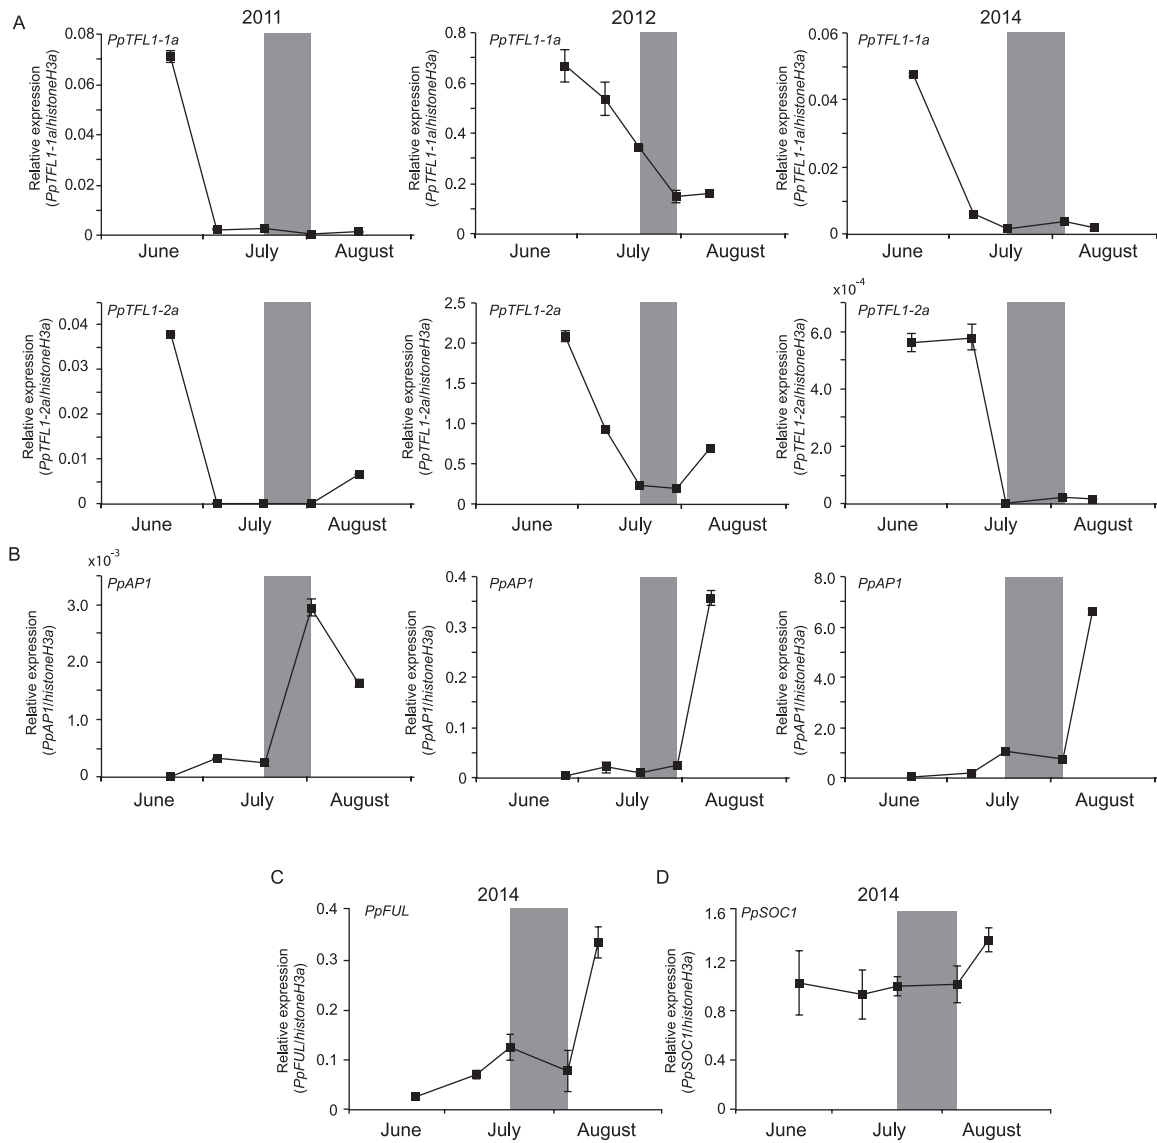 A
2011
2012
2014
PpTFL1-1a
Relative expression
(PpTFL1-1a/histoneH3a)
0.08
0.06
0.04
0.02
0
June
July
August
PpTFL1-1a
Relative expression
(PpTFL1-1a/histoneH3a)
0.8
0.6
0.4
0.2
0
June
July
August
PpTFL1-1a
Relative expression
(PpTFL1-1a/histoneH3a)
0.06
0.04
0.02
0
June
July
August
PpTFL1-2a
Relative expression
(PpTFL1-2a/histoneH3a)
0.04
0.03
0.02
0.01
0
June
July
August
PpTFL1-2a
Relative expression
(PpTFL1-2a/histoneH3a)
2.5
2.0
1.5
1.0
0.5
0
June
July
August
x10-4
PpTFL1-2a
Relative expression
(PpTFL1-2a/histoneH3a)
6.0
4.0
2.0
0
June
July
August
B
x10-3
PpAP1
Relative expression
(PpAP1/histoneH3a)
3.0
2.0
1.0
0
June
July
August
PpAP1
Relative expression
(PpAP1/histoneH3a)
0.4
0.3
0.2
0.1
0
June
July
August
PpAP1
Relative expression
(PpAP1/histoneH3a)
8.0
6.0
4.0
2.0
0
June
July
August
C
2014
PpFUL
Relative expression
(PpFUL/histoneH3a)
0.4
0.3
0.2
0.1
0
June
July
August
D
2014
PpSOC1
Relative expression
(PpSOC1/histoneH3a)
1.6
1.2
0.8
0.4
0
June
July
August